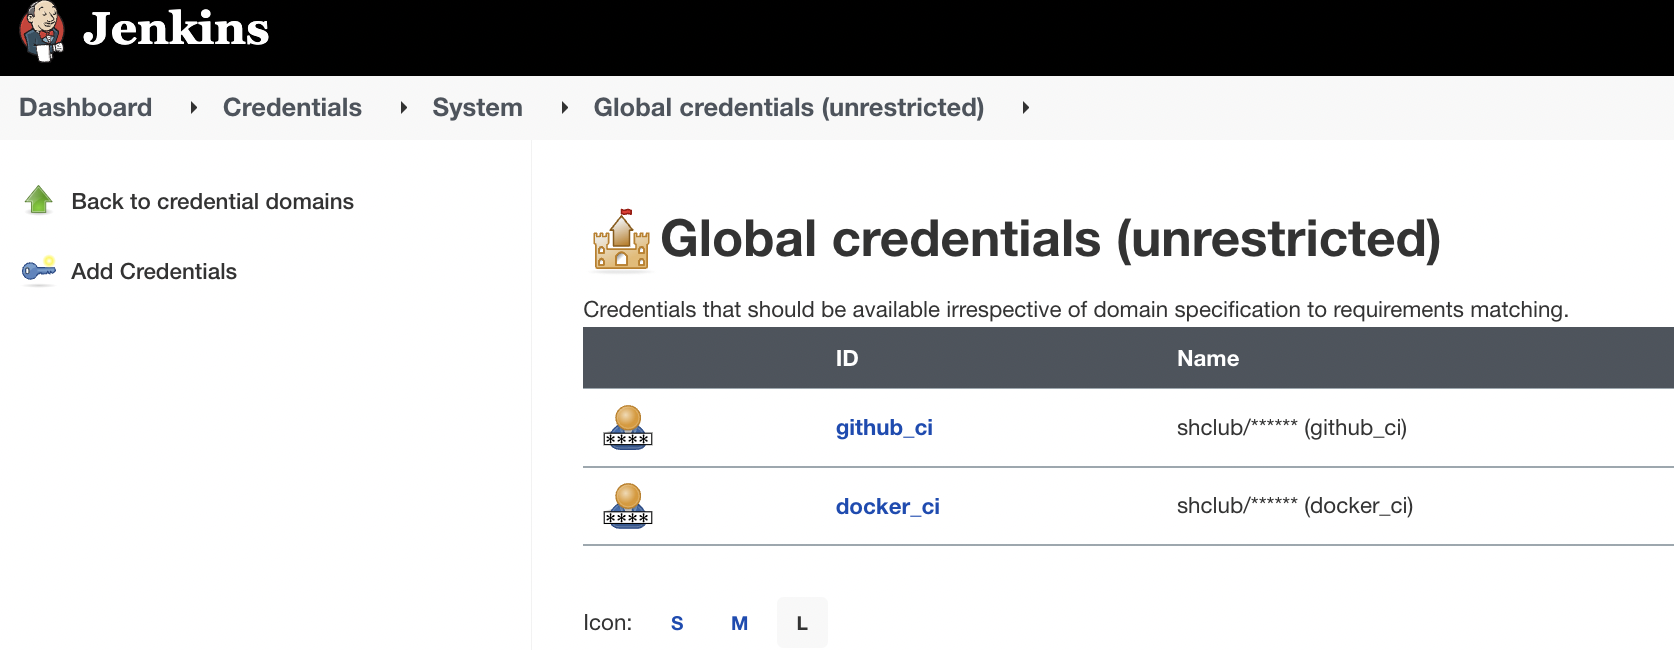 Jenkins
Dashboard
Credentials
System
Global credentials (unrestricted)
Back to credential domains
Add Credentials
Global credentials (unrestricted)
Credentials that should be available irrespective of domain specification to requirements matching.
ID Name
**** github_ci shclub/****** (github_ci)
**** docker_ci shclub/****** (docker_ci)
Icon: S M L